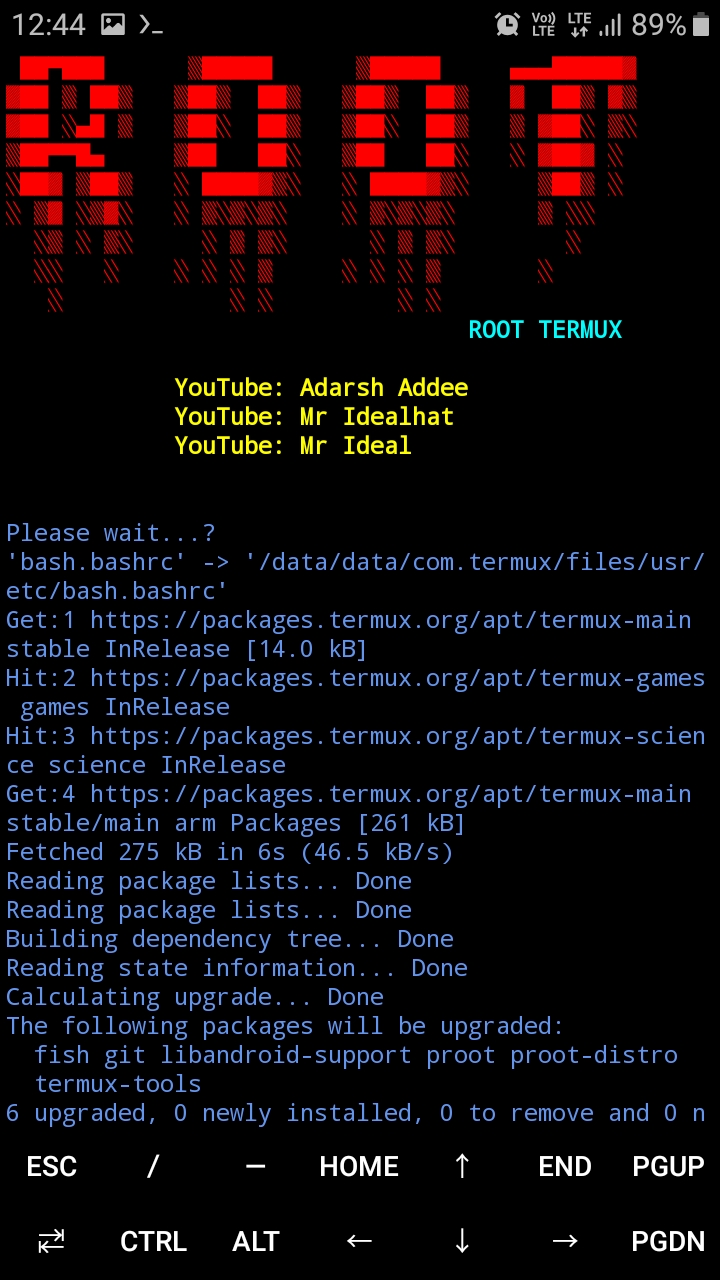 12:44
Vo))
LTE
LTE
89%
ROOT
ROOT TERMUX
YouTube: Adarsh Addee
YouTube: Mr Idealhat
YouTube: Mr Ideal
Please wait...?
'bash.bashrc' -> '/data/data/com.termux/files/usr/
etc/bash.bashrc'
Get:1 https://packages.termux.org/apt/termux-main
stable InRelease [14.0 kB]
Hit:2 https://packages.termux.org/apt/termux-games
 games InRelease
Hit:3 https://packages.termux.org/apt/termux-scien
ce science InRelease
Get:4 https://packages.termux.org/apt/termux-main
stable/main arm Packages [261 kB]
Fetched 275 kB in 6s (46.5 kB/s)
Reading package lists... Done
Reading package lists... Done
Building dependency tree... Done
Reading state information... Done
Calculating upgrade... Done
The following packages will be upgraded:
  fish git libandroid-support proot proot-distro
  termux-tools
6 upgraded, 0 newly installed, 0 to remove and 0 n
ESC / — HOME ↑ END PGUP
CTRL ALT ← ↓ → PGDN